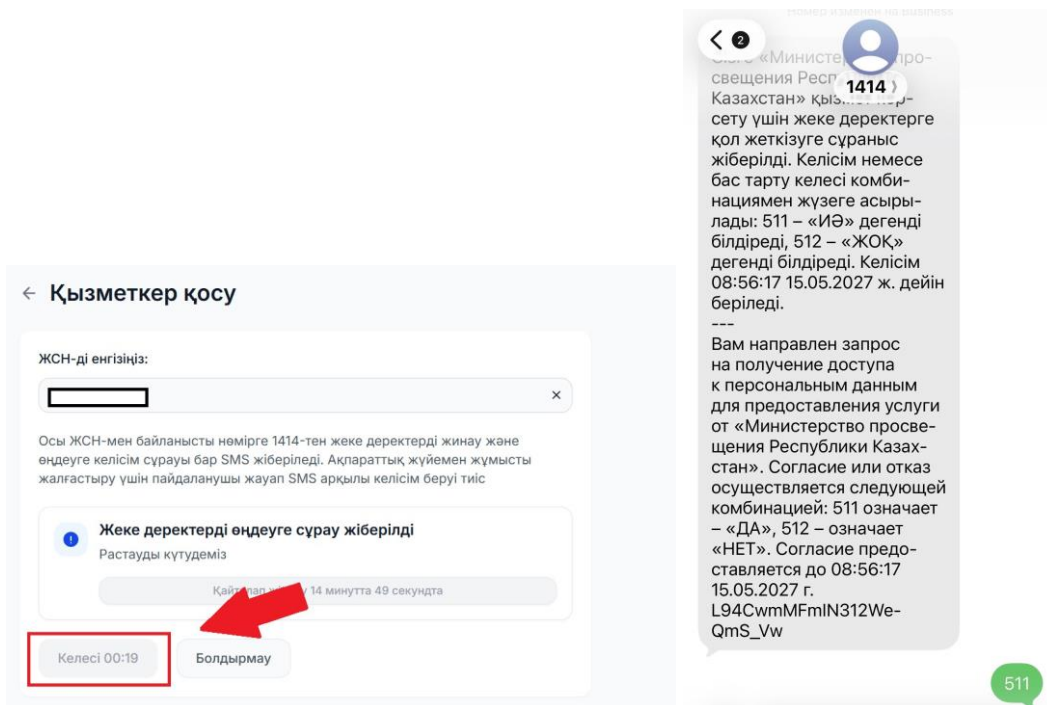 ← Қызметкер қосу
ЖСН-ді енгізіңіз:
×
Осы ЖСН-мен байланысты нөмірге 1414-тен жеке деректерді жинау және
өңдеуге келісім сұрауы бар SMS жіберіледі. Ақпараттық жүйемен жұмысты
жалғастыру үшін пайдаланушы жауап SMS арқылы келісім беруі тиіс
Жеке деректерді өңдеуге сұрау жіберілді
Растауды күтудеміз
14 минутта 49 секундта
Келесі 00:19
Болдырмау
Номер изменен на Business
2
1414
«Министе
свещения Респ
Казахстан»
сету үшін жеке деректерге
қол жеткізуге сұраныс
жіберілді. Келісім немесе
бас тарту келесі комби-
нациямен жүзеге асыры-
лады: 511 – «ИӘ» дегенді
білдіреді, 512 – «ЖОҚ»
дегенді білдіреді. Келісім
08:56:17 15.05.2027 ж. дейін
беріледі.
---
Вам направлен запрос
на получение доступа
к персональным данным
для предоставления услуги
от «Министерство просве-
щения Республики Казах-
стан». Согласие или отказ
осуществляется следующей
комбинацией: 511 означает
– «ДА», 512 – означает
«НЕТ». Согласие предо-
ставляется до 08:56:17
15.05.2027 г.
L94CwmMFmIN312We-
QmS_Vw
511